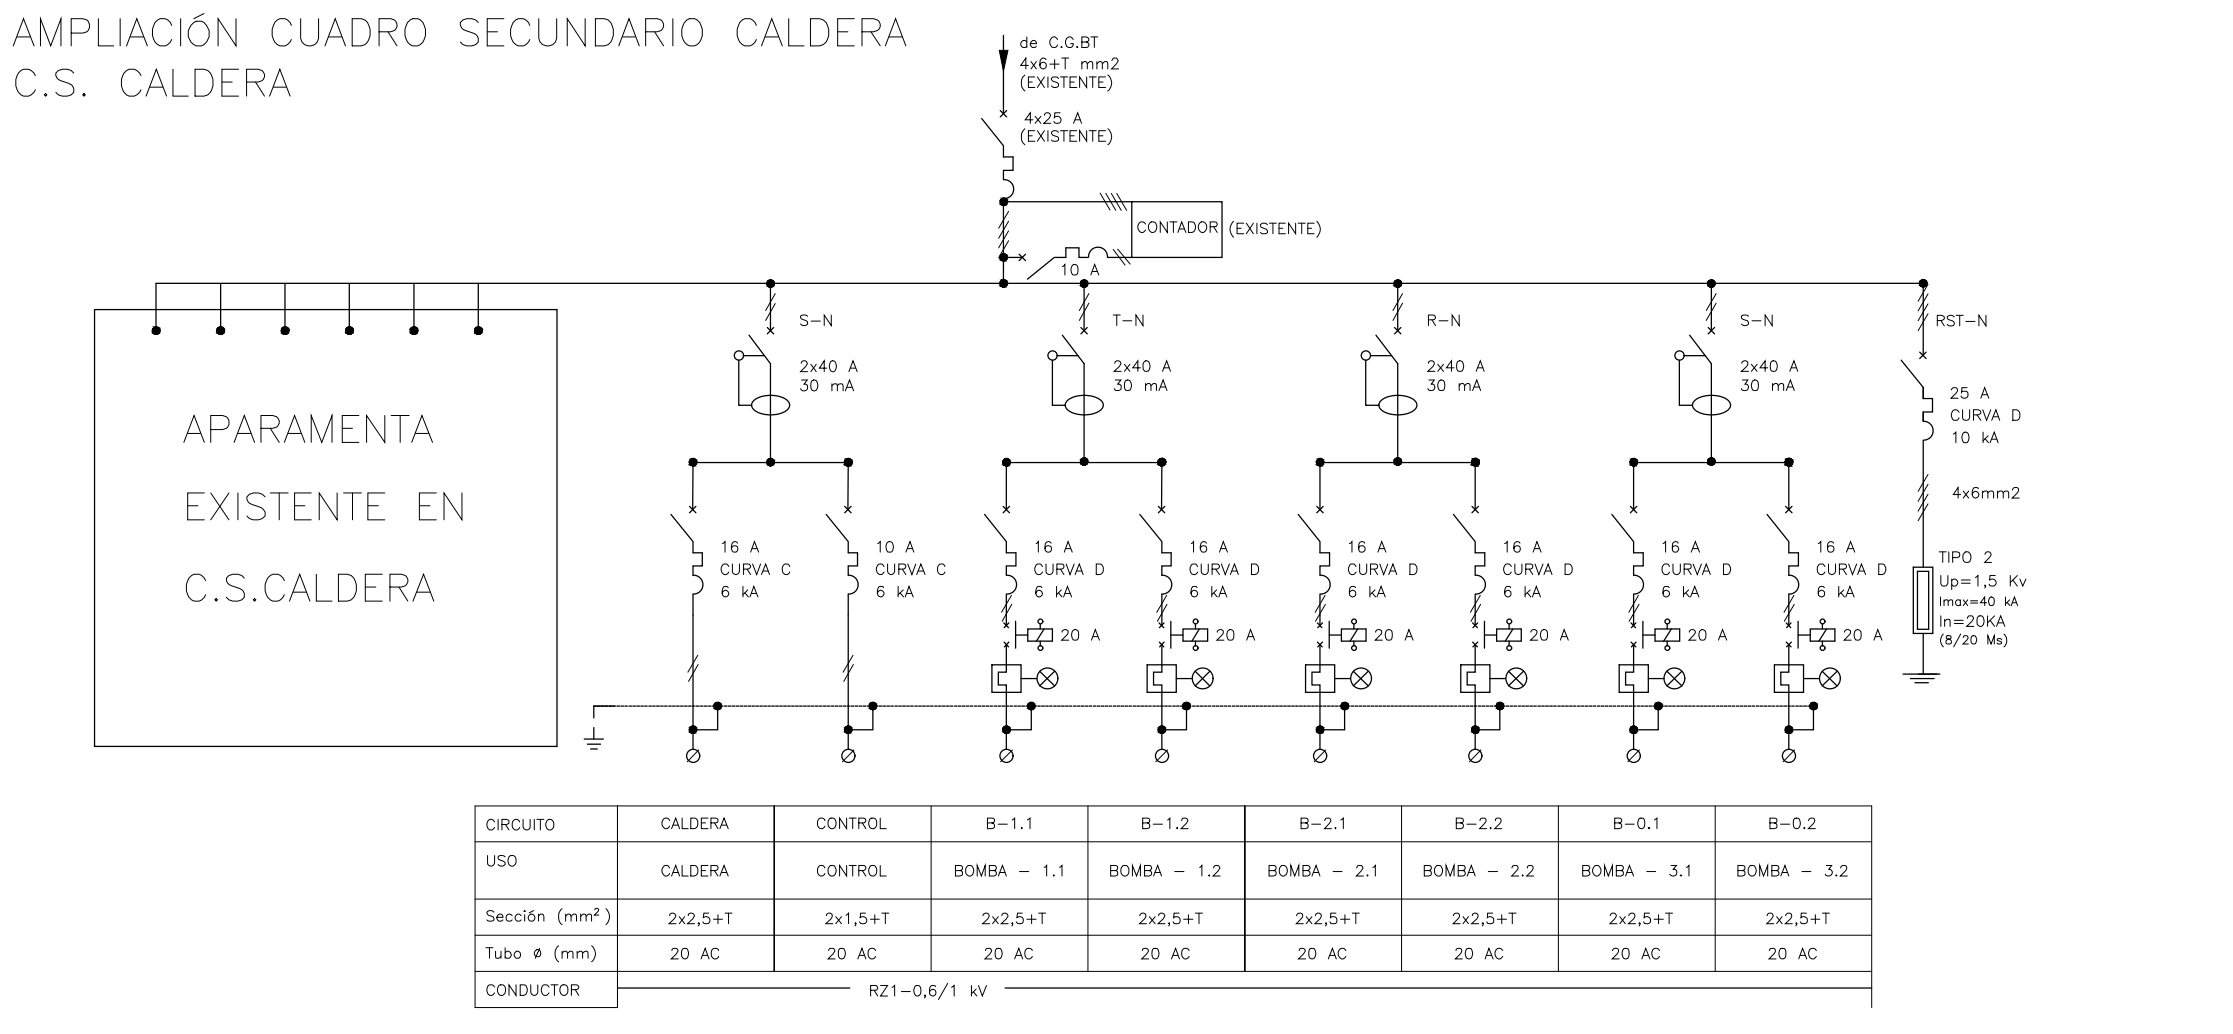 AMPLIACIÓN CUADRO SECUNDARIO CALDERA
C.S. CALDERA
de C.G.BT
4x6+T mm2
(EXISTENTE)
4x25 A
(EXISTENTE)
CONTADOR (EXISTENTE)
10 A
S-N
2x40 A
30 mA
T-N
2x40 A
30 mA
R-N
2x40 A
30 mA
S-N
2x40 A
30 mA
RST-N
25 A
CURVA D
10 kA
4x6mm2
TIPO 2
Up=1,5 Kv
Imax=40 kA
In=20KA
(8/20 Ms)
APARAMENTA
EXISTENTE EN
C.S.CALDERA
16 A
CURVA C
6 kA
10 A
CURVA C
6 kA
16 A
CURVA D
6 kA
20 A
16 A
CURVA D
6 kA
20 A
16 A
CURVA D
6 kA
20 A
16 A
CURVA D
6 kA
20 A
16 A
CURVA D
6 kA
20 A
16 A
CURVA D
6 kA
20 A
CIRCUITO CALDERA CONTROL B-1.1 B-1.2 B-2.1 B-2.2 B-0.1 B-0.2
USO CALDERA CONTROL BOMBA - 1.1 BOMBA - 1.2 BOMBA - 2.1 BOMBA - 2.2 BOMBA - 3.1 BOMBA - 3.2
Sección (mm²) 2x2,5+T 2x1,5+T 2x2,5+T 2x2,5+T 2x2,5+T 2x2,5+T 2x2,5+T 2x2,5+T
Tubo ø (mm) 20 AC 20 AC 20 AC 20 AC 20 AC 20 AC 20 AC 20 AC
CONDUCTOR RZ1-0,6/1 kV